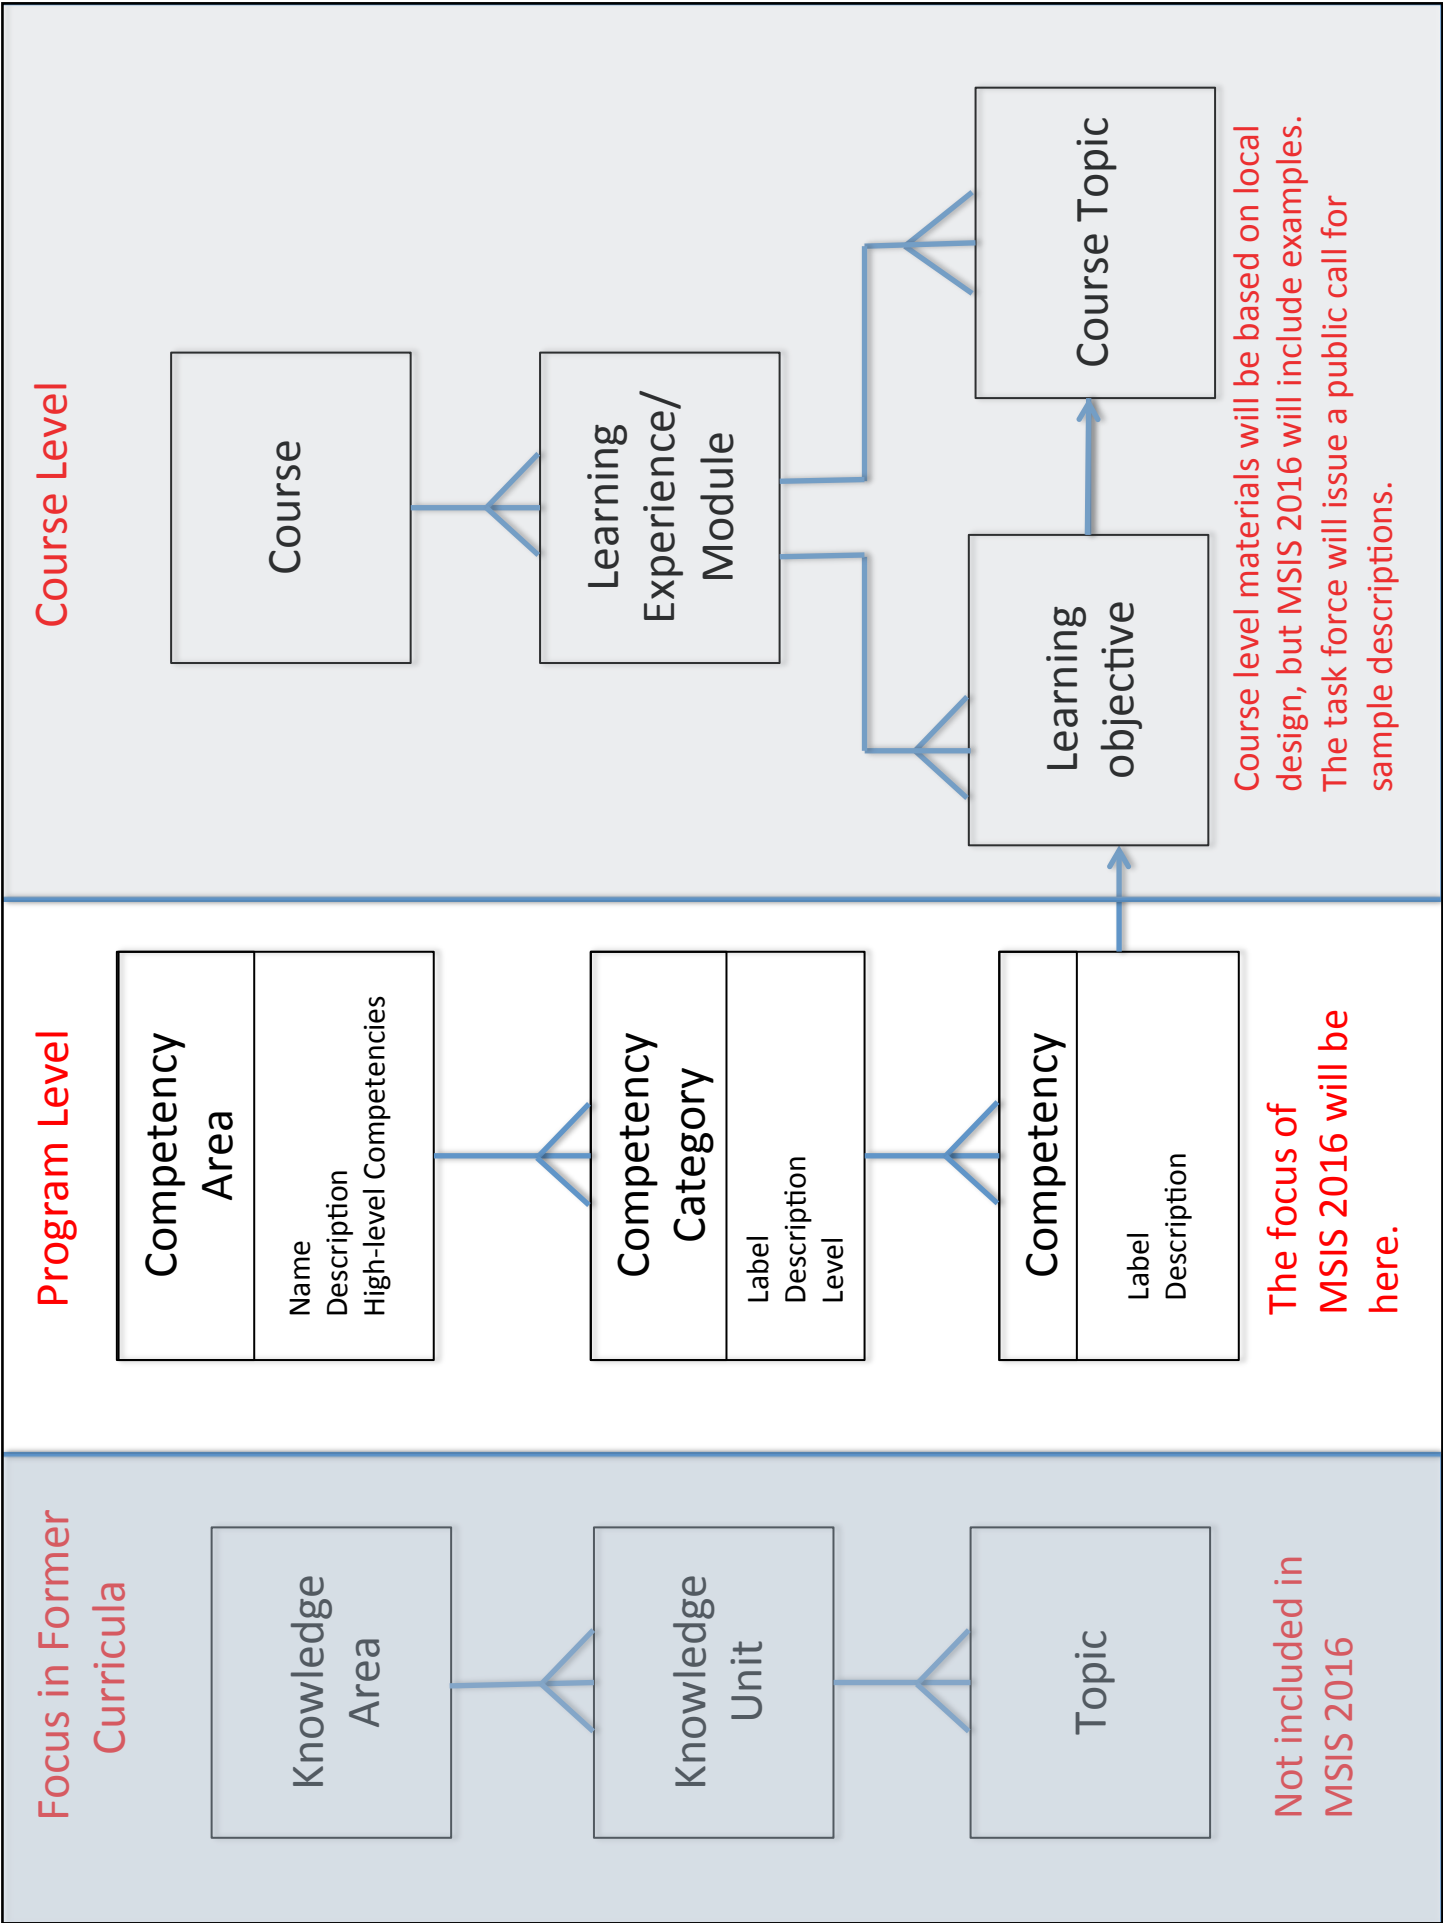 Focus in Former
Curricula
Knowledge
Area
Knowledge
Unit
Topic
Not included in
MSIS 2016
Program Level
Competency
Area
Name
Description
High-level Competencies
Competency
Category
Label
Description
Level
Competency
Label
Description
The focus of
MSIS 2016 will be
here.
Course Level
Course
Learning
Experience/
Module
Learning
objective
Course Topic
Course level materials will be based on local
design, but MSIS 2016 will include examples.
The task force will issue a public call for
sample descriptions.